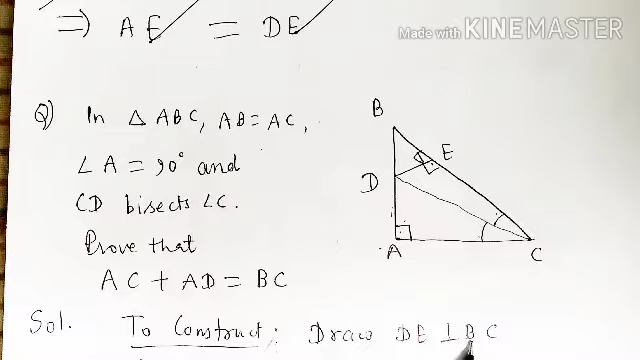 ⇒) AE = DE
Made with KINEMASTER
Q) In Δ ABC, AB = AC,
∠A = 90° and
CD bisects ∠C.
Prove that
AC + AD = BC
B
E
D
A
C
Sol. To Construct: Draw DE ⊥ BC